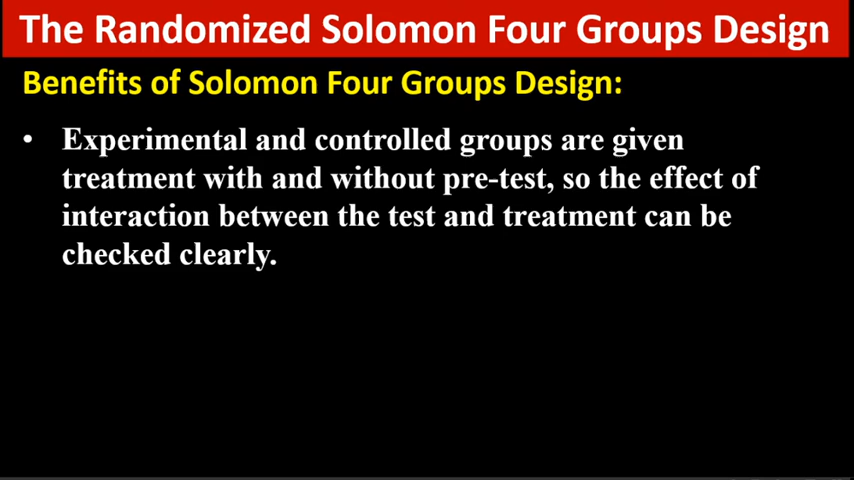 The Randomized Solomon Four Groups Design
Benefits of Solomon Four Groups Design:
• Experimental and controlled groups are given
treatment with and without pre-test, so the effect of
interaction between the test and treatment can be
checked clearly.